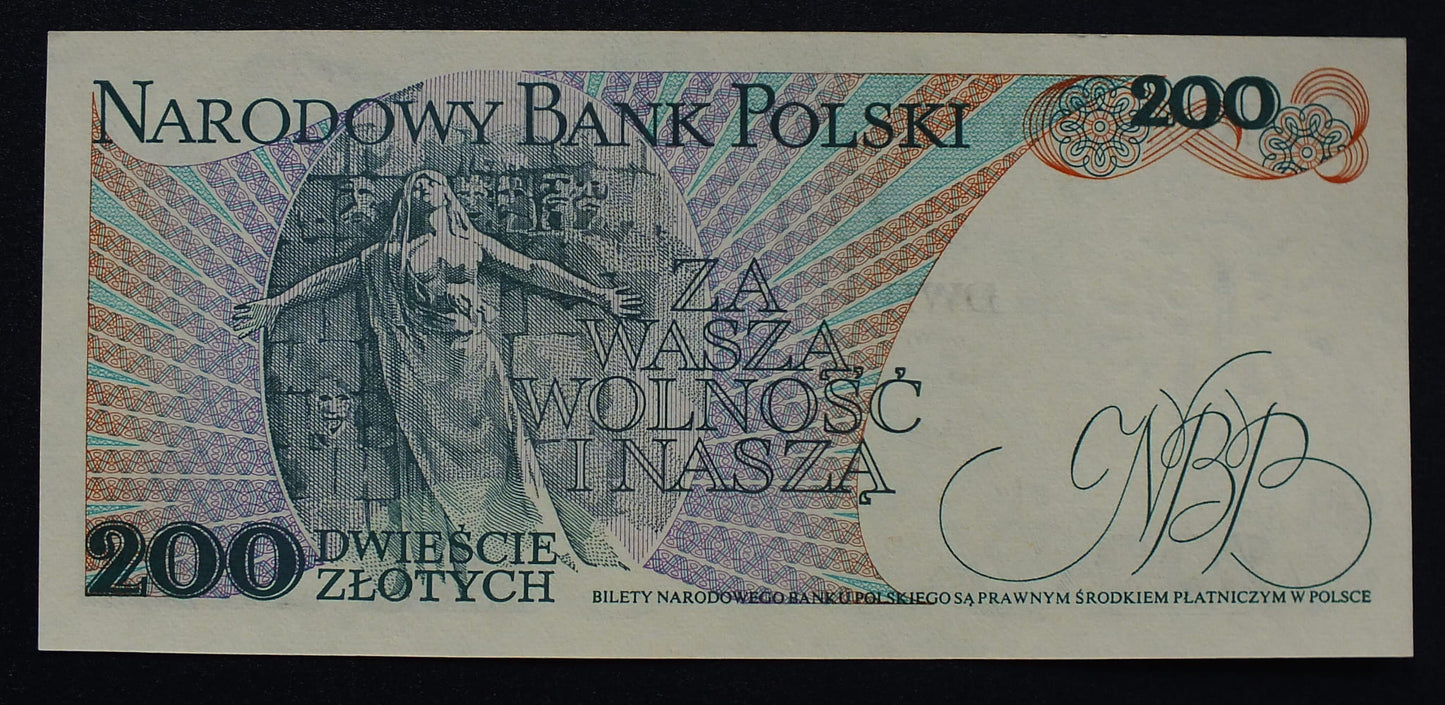 NARODOWY BANK POLSKI
200
ZA
WASZĄ
WOLNOŚĆ
I NASZĄ
NBP
200
DWIEŚCIE
ZŁOTYCH
BILETY NARODOWEGO BANKU POLSKIEGO SĄ PRAWNYM ŚRODKIEM PŁATNICZYM W POLSCE